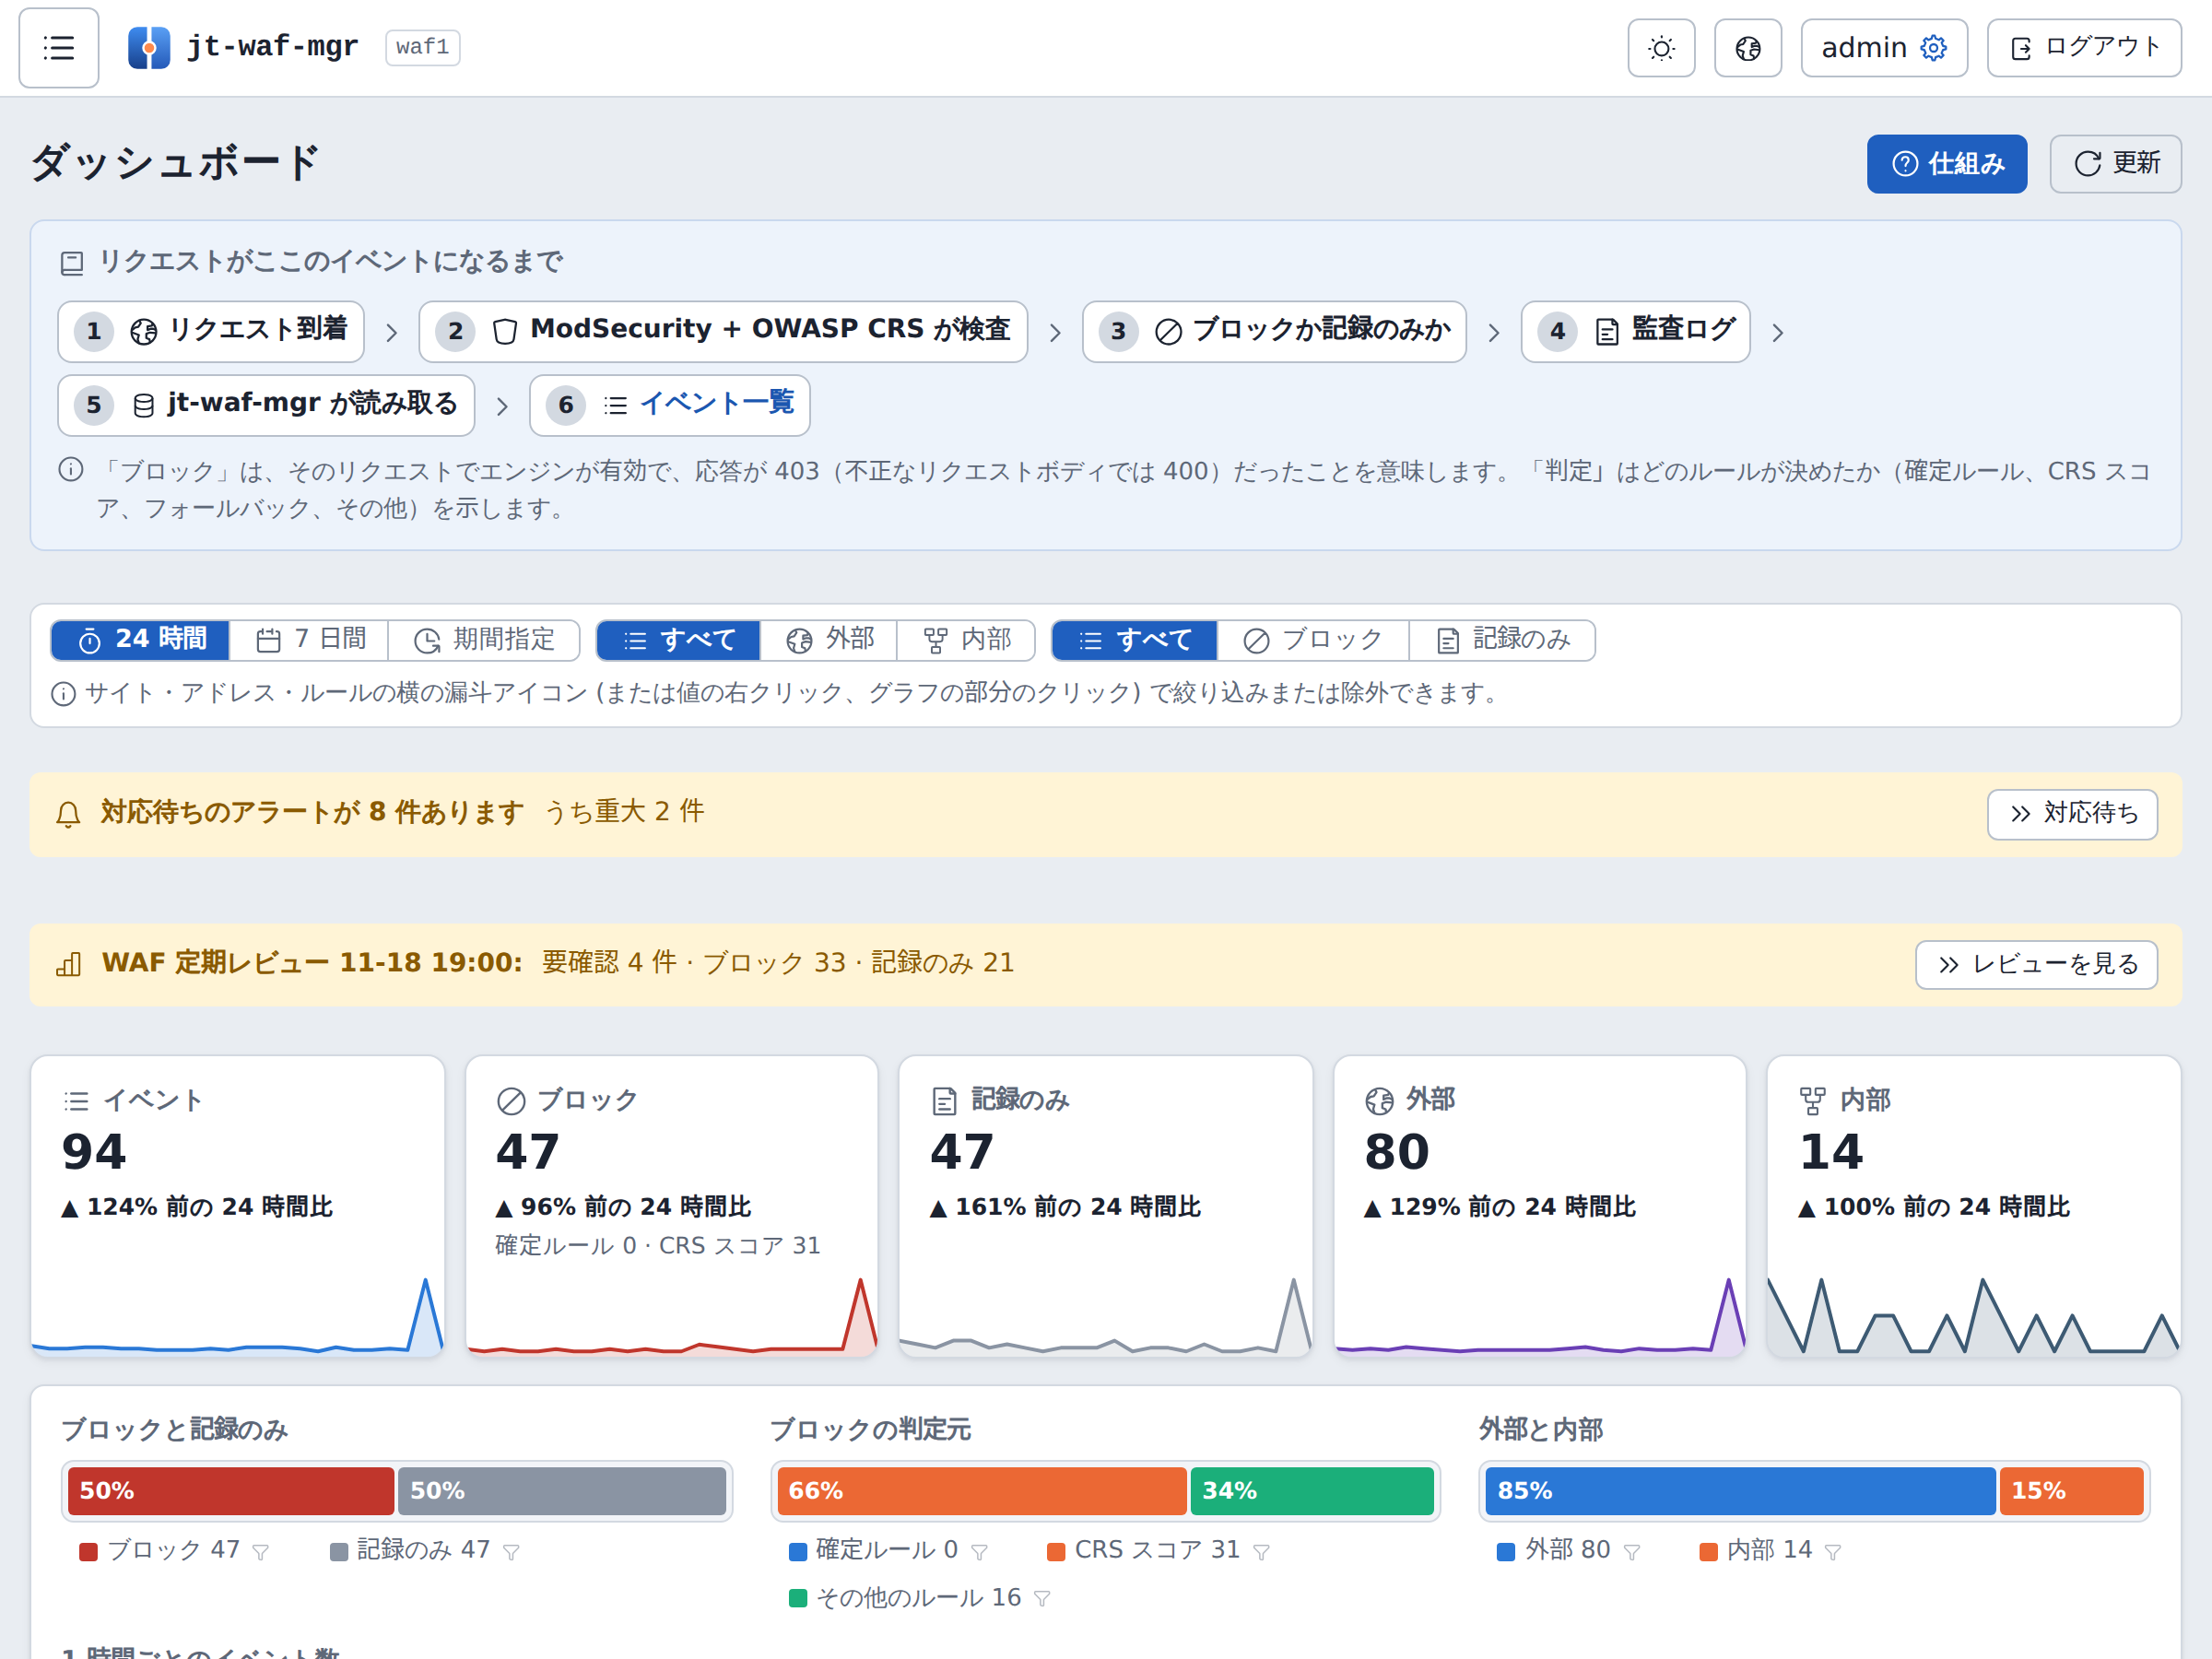 jt-waf-mgr waf1 admin ログアウト
ダッシュボード 仕組み 更新
リクエストがここのイベントになるまで
1 リクエスト到着 2 ModSecurity + OWASP CRS が検査 3 ブロックか記録のみか 4 監査ログ
5 jt-waf-mgr が読み取る 6 イベント一覧
「ブロック」は、そのリクエストでエンジンが有効で、応答が 403（不正なリクエストボディでは 400）だったことを意味します。「判定」はどのルールが決めたか（確定ルール、CRS スコ
ア、フォールバック、その他）を示します。
24 時間 7 日間 期間指定 すべて 外部 内部 すべて ブロック 記録のみ
サイト・アドレス・ルールの横の漏斗アイコン (または値の右クリック、グラフの部分のクリック) で絞り込みまたは除外できます。
対応待ちのアラートが 8 件あります うち重大 2 件 対応待ち
WAF 定期レビュー 11-18 19:00: 要確認 4 件 · ブロック 33 · 記録のみ 21 レビューを見る
イベント
94
▲ 124% 前の 24 時間比
ブロック
47
▲ 96% 前の 24 時間比
確定ルール 0 · CRS スコア 31
記録のみ
47
▲ 161% 前の 24 時間比
外部
80
▲ 129% 前の 24 時間比
内部
14
▲ 100% 前の 24 時間比
ブロックと記録のみ
50% 50%
ブロック 47 記録のみ 47
ブロックの判定元
66% 34%
確定ルール 0 CRS スコア 31
その他のルール 16
外部と内部
85% 15%
外部 80 内部 14
1 時間ごとのイベント数